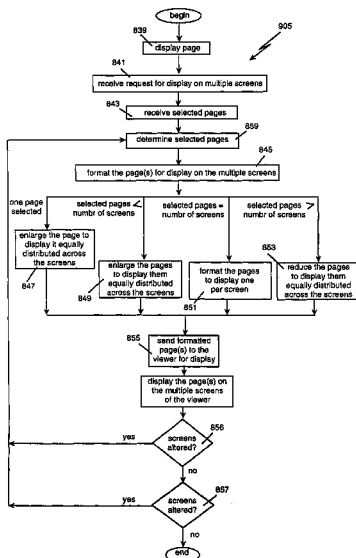 begin
905
839
display page
841
receive request for display on multiple screens
843
receive selected pages
859
determine selected pages
845
format the page(s) for display on the multiple screens
one page
selected
selected pages <
numbr of screens
selected pages =
numbr of screens
selected pages >
numbr of screens
enlarge the page to
display it equally
distributed across
the screens
847
enlarge the pages
to display them
equally distributed
across the screens
849
format the pages
to display one
per screen
851
853
reduce the pages
to display them
equally distributed
across the screens
855
send formatted
page(s) to the
viewer for display
display the page(s) on
the multiple screens
of the viewer
856
yes
screens
altered?
no
857
yes
screens
altered?
no
end